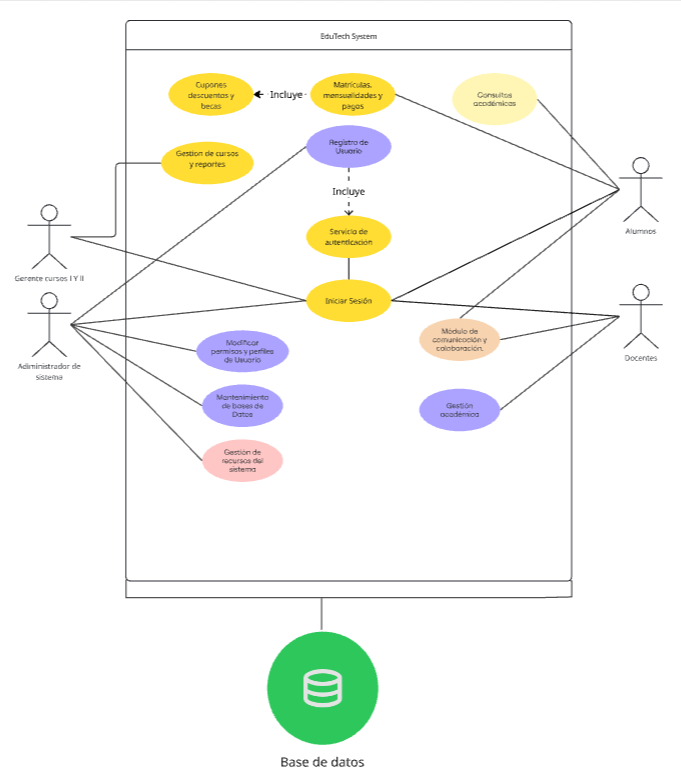 EduTech System
Cupones
descuentos y
becas
Incluye
Matrículas,
mensualidades y
pagos
Consultas
académicas
Gestion de cursos
y reportes
Registro de
Usuario
Incluye
Alumnos
Servicio de
autenticacion
Gerente cursos I Y II
Iniciar Sesión
Administrador de
sistema
Modificar
permisos y perfiles
de Usuario
Módulo de
comunicación y
colaboración.
Docentes
Mantenimiento
de bases de
Datos
Gestión
académica
Gestión de
recursos del
sistema
Base de datos